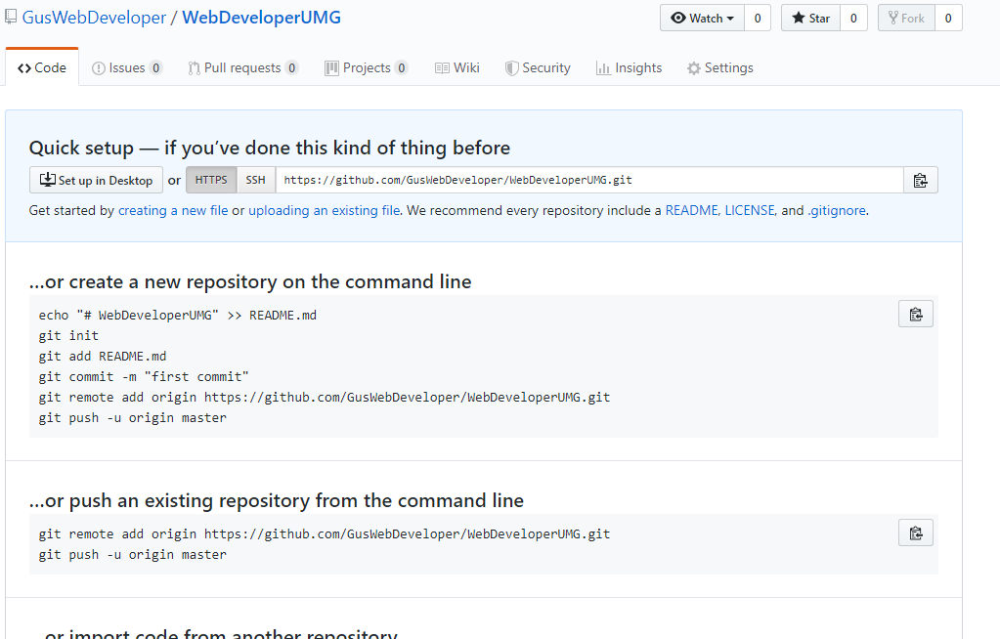 GusWebDeveloper / WebDeveloperUMG
Watch 0 Star 0 Fork 0
Code Issues 0 Pull requests 0 Projects 0 Wiki Security Insights Settings
Quick setup — if you’ve done this kind of thing before
Set up in Desktop or HTTPS SSH https://github.com/GusWebDeveloper/WebDeveloperUMG.git
Get started by creating a new file or uploading an existing file. We recommend every repository include a README, LICENSE, and .gitignore.
…or create a new repository on the command line
echo "# WebDeveloperUMG" >> README.md
git init
git add README.md
git commit -m "first commit"
git remote add origin https://github.com/GusWebDeveloper/WebDeveloperUMG.git
git push -u origin master
…or push an existing repository from the command line
git remote add origin https://github.com/GusWebDeveloper/WebDeveloperUMG.git
git push -u origin master
…or import code from another repository